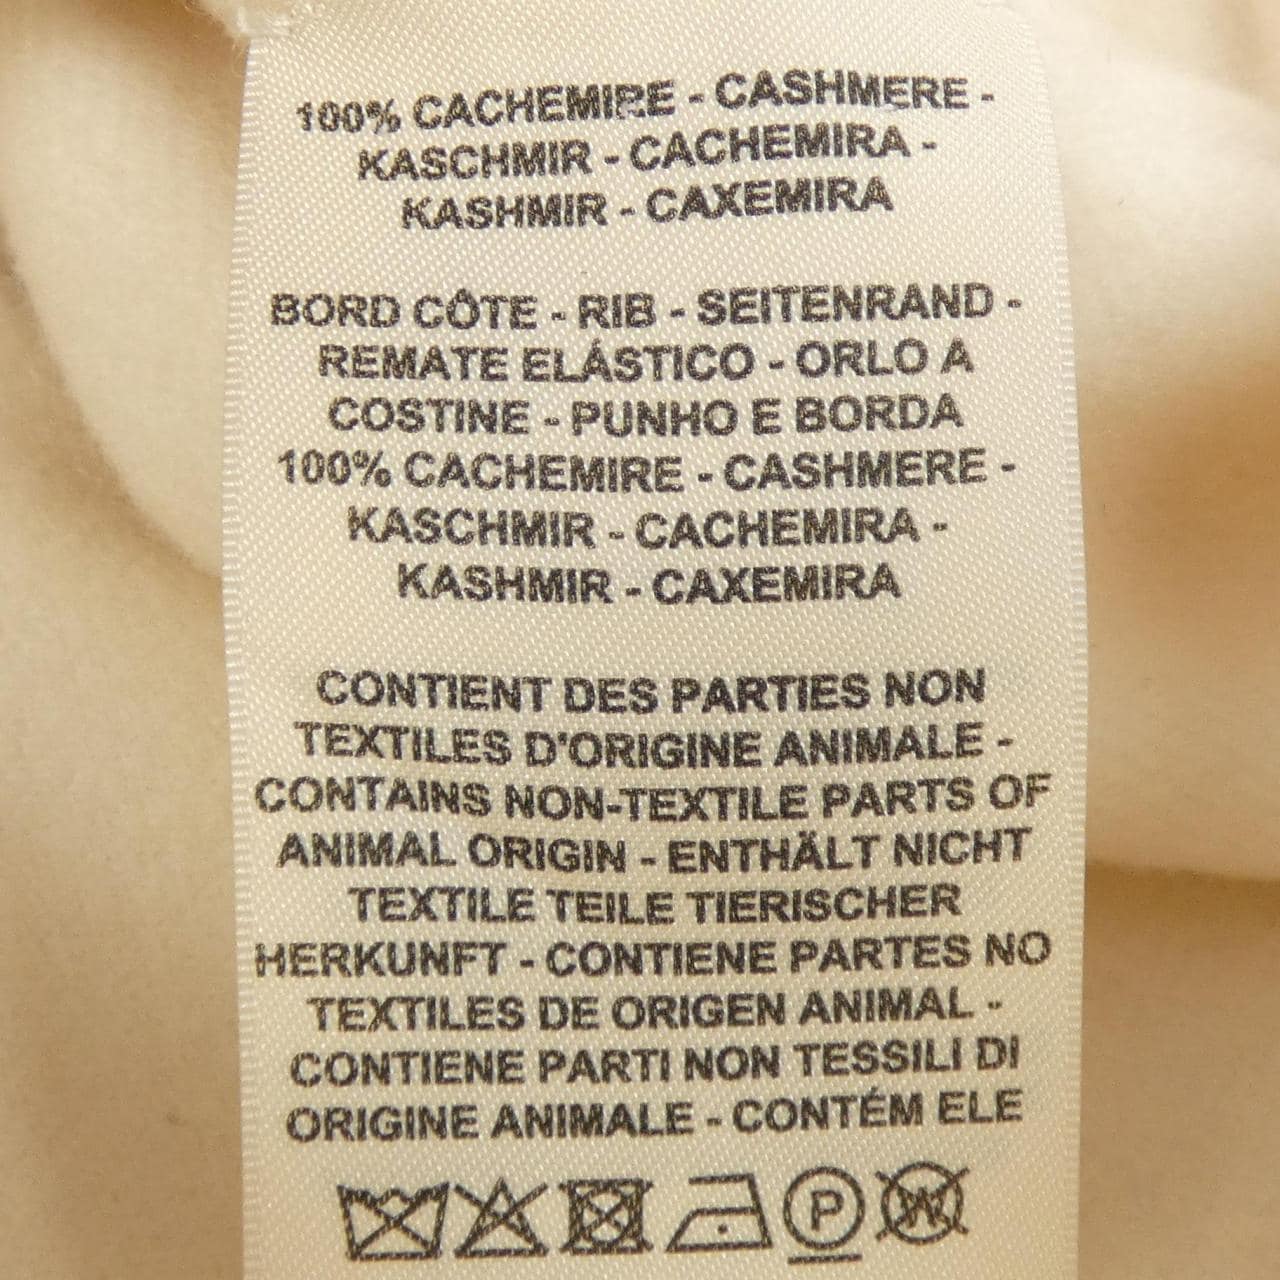 100% CACHEMIRE - CASHMERE -
KASCHMIR - CACHEMIRA -
KASHMIR - CAXEMIRA
BORD CÔTE - RIB - SEITENRAND -
REMATE ELÁSTICO - ORLO A
COSTINE - PUNHO E BORDA
100% CACHEMIRE - CASHMERE -
KASCHMIR - CACHEMIRA -
KASHMIR - CAXEMIRA
CONTIENT DES PARTIES NON
TEXTILES D'ORIGINE ANIMALE -
CONTAINS NON-TEXTILE PARTS OF
ANIMAL ORIGIN - ENTHÄLT NICHT
TEXTILE TEILE TIERISCHER
HERKUNFT - CONTIENE PARTES NO
TEXTILES DE ORIGEN ANIMAL -
CONTIENE PARTI NON TESSILI DI
ORIGINE ANIMALE - CONTÉM ELE
P W